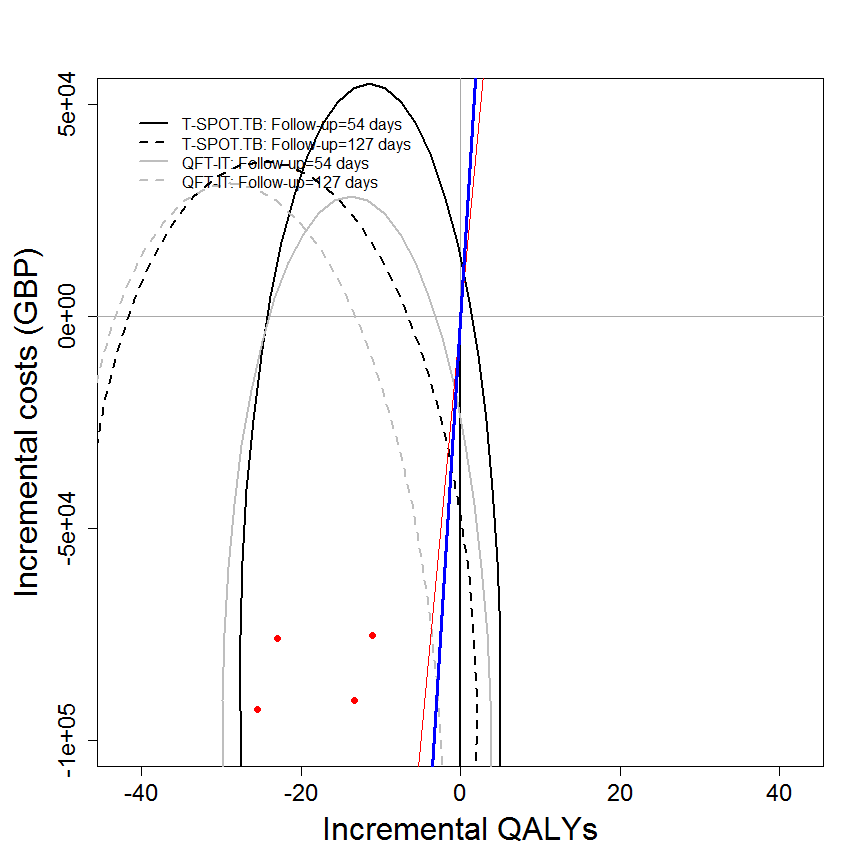 T-SPOT.TB: Follow-up=54 days
T-SPOT.TB: Follow-up=127 days
QFT-IT: Follow-up=54 days
QFT-IT: Follow-up=127 days
5e+04
0e+00
-5e+04
-1e+05
Incremental costs (GBP)
-40 -20 0 20 40
Incremental QALYs